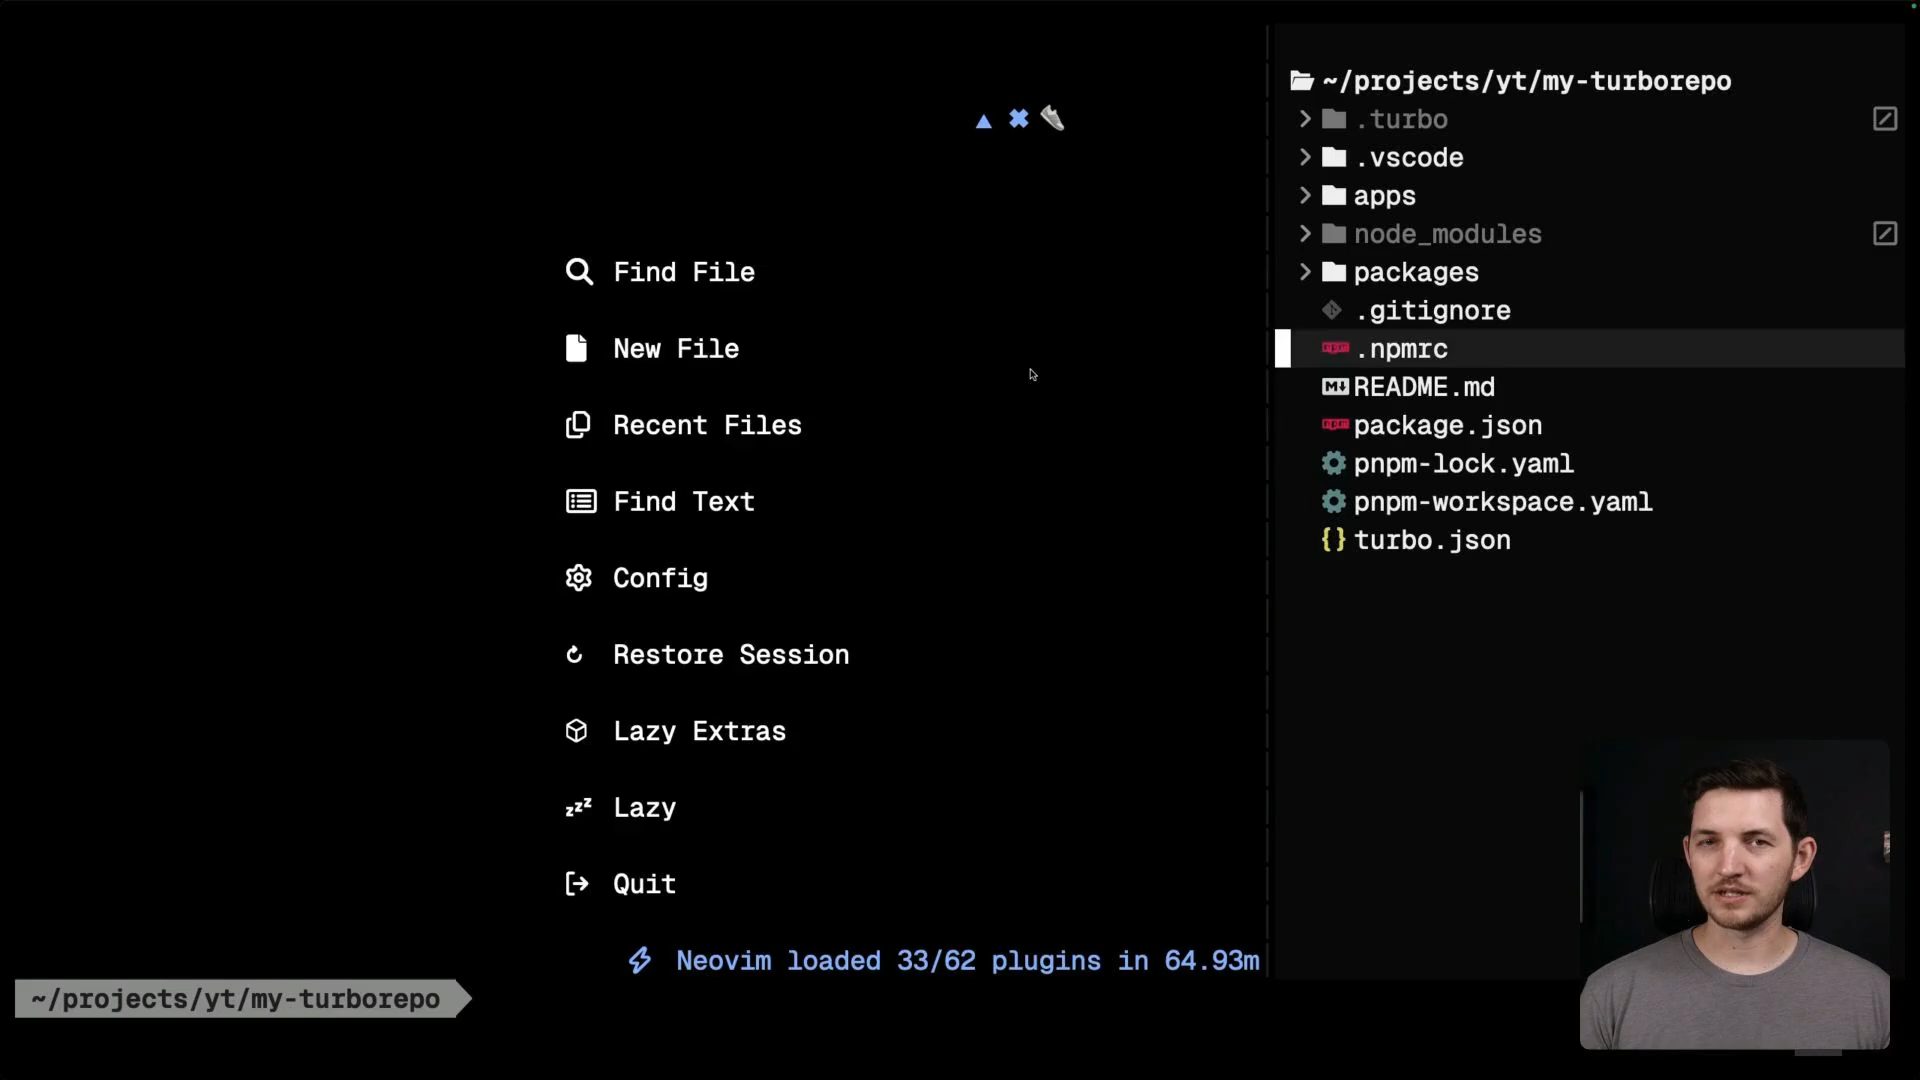 Find File
New File
Recent Files
Find Text
Config
Restore Session
Lazy Extras
Lazy
Quit
Neovim loaded 33/62 plugins in 64.93m
~/projects/yt/my-turborepo
~/projects/yt/my-turborepo
.turbo
.vscode
apps
node_modules
packages
.gitignore
.npmrc
README.md
package.json
pnpm-lock.yaml
pnpm-workspace.yaml
turbo.json